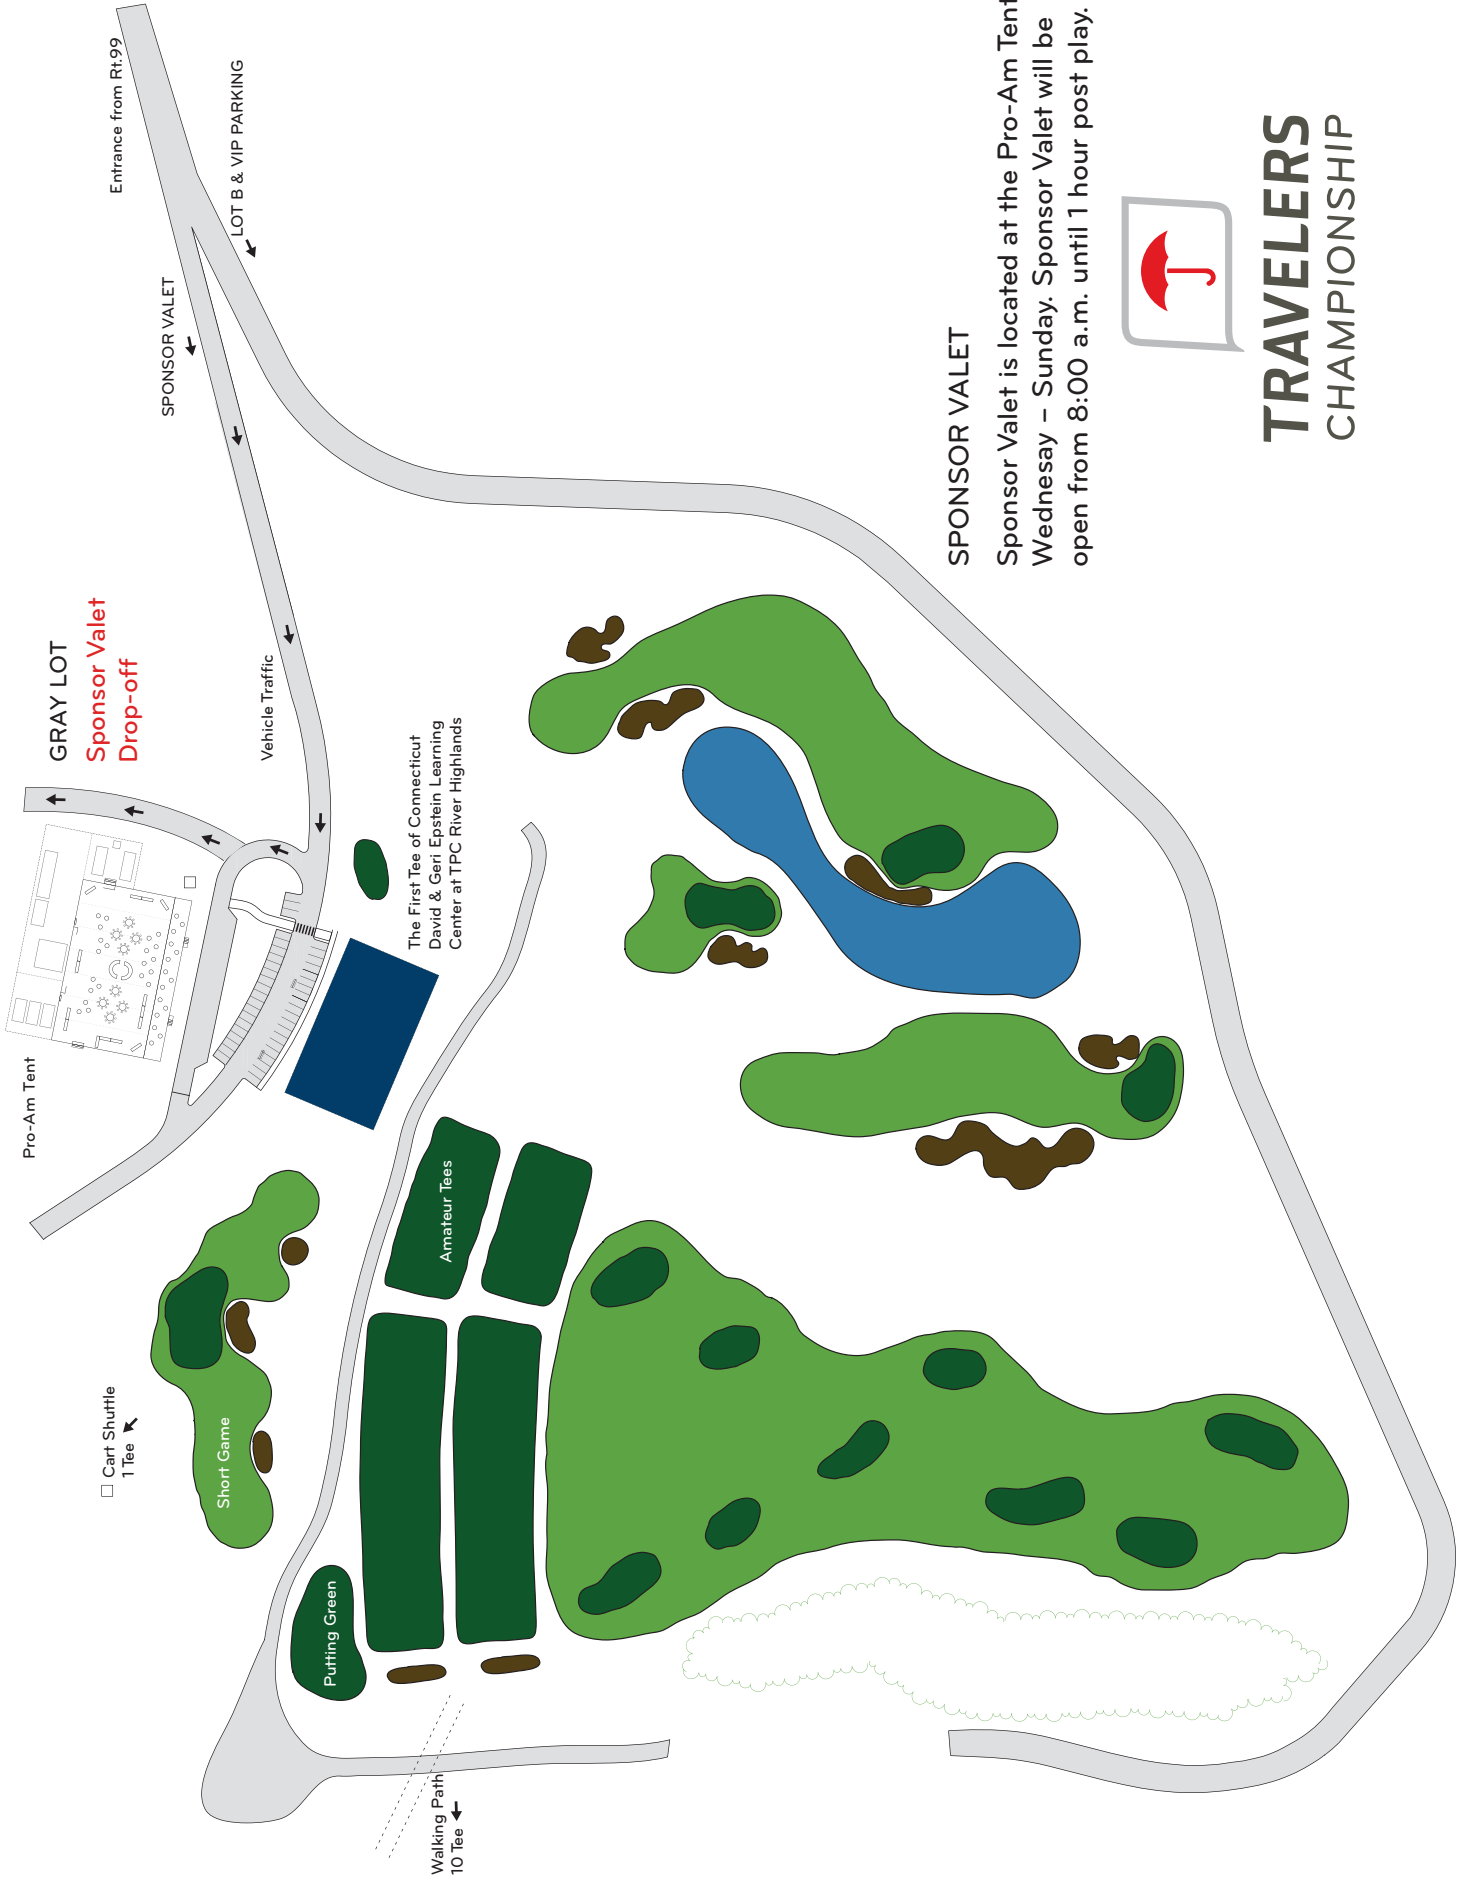 Entrance from Rt.99
LOT B & VIP PARKING
SPONSOR VALET
Vehicle Traffic
GRAY LOT
Sponsor Valet
Drop-off
Pro-Am Tent
The First Tee of Connecticut
David & Geri Epstein Learning
Center at TPC River Highlands
Cart Shuttle
1 Tee
Short Game
Amateur Tees
Putting Green
Walking Path
10 Tee
SPONSOR VALET
Sponsor Valet is located at the Pro-Am Tent
Wednesay – Sunday. Sponsor Valet will be
open from 8:00 a.m. until 1 hour post play.
TRAVELERS
CHAMPIONSHIP